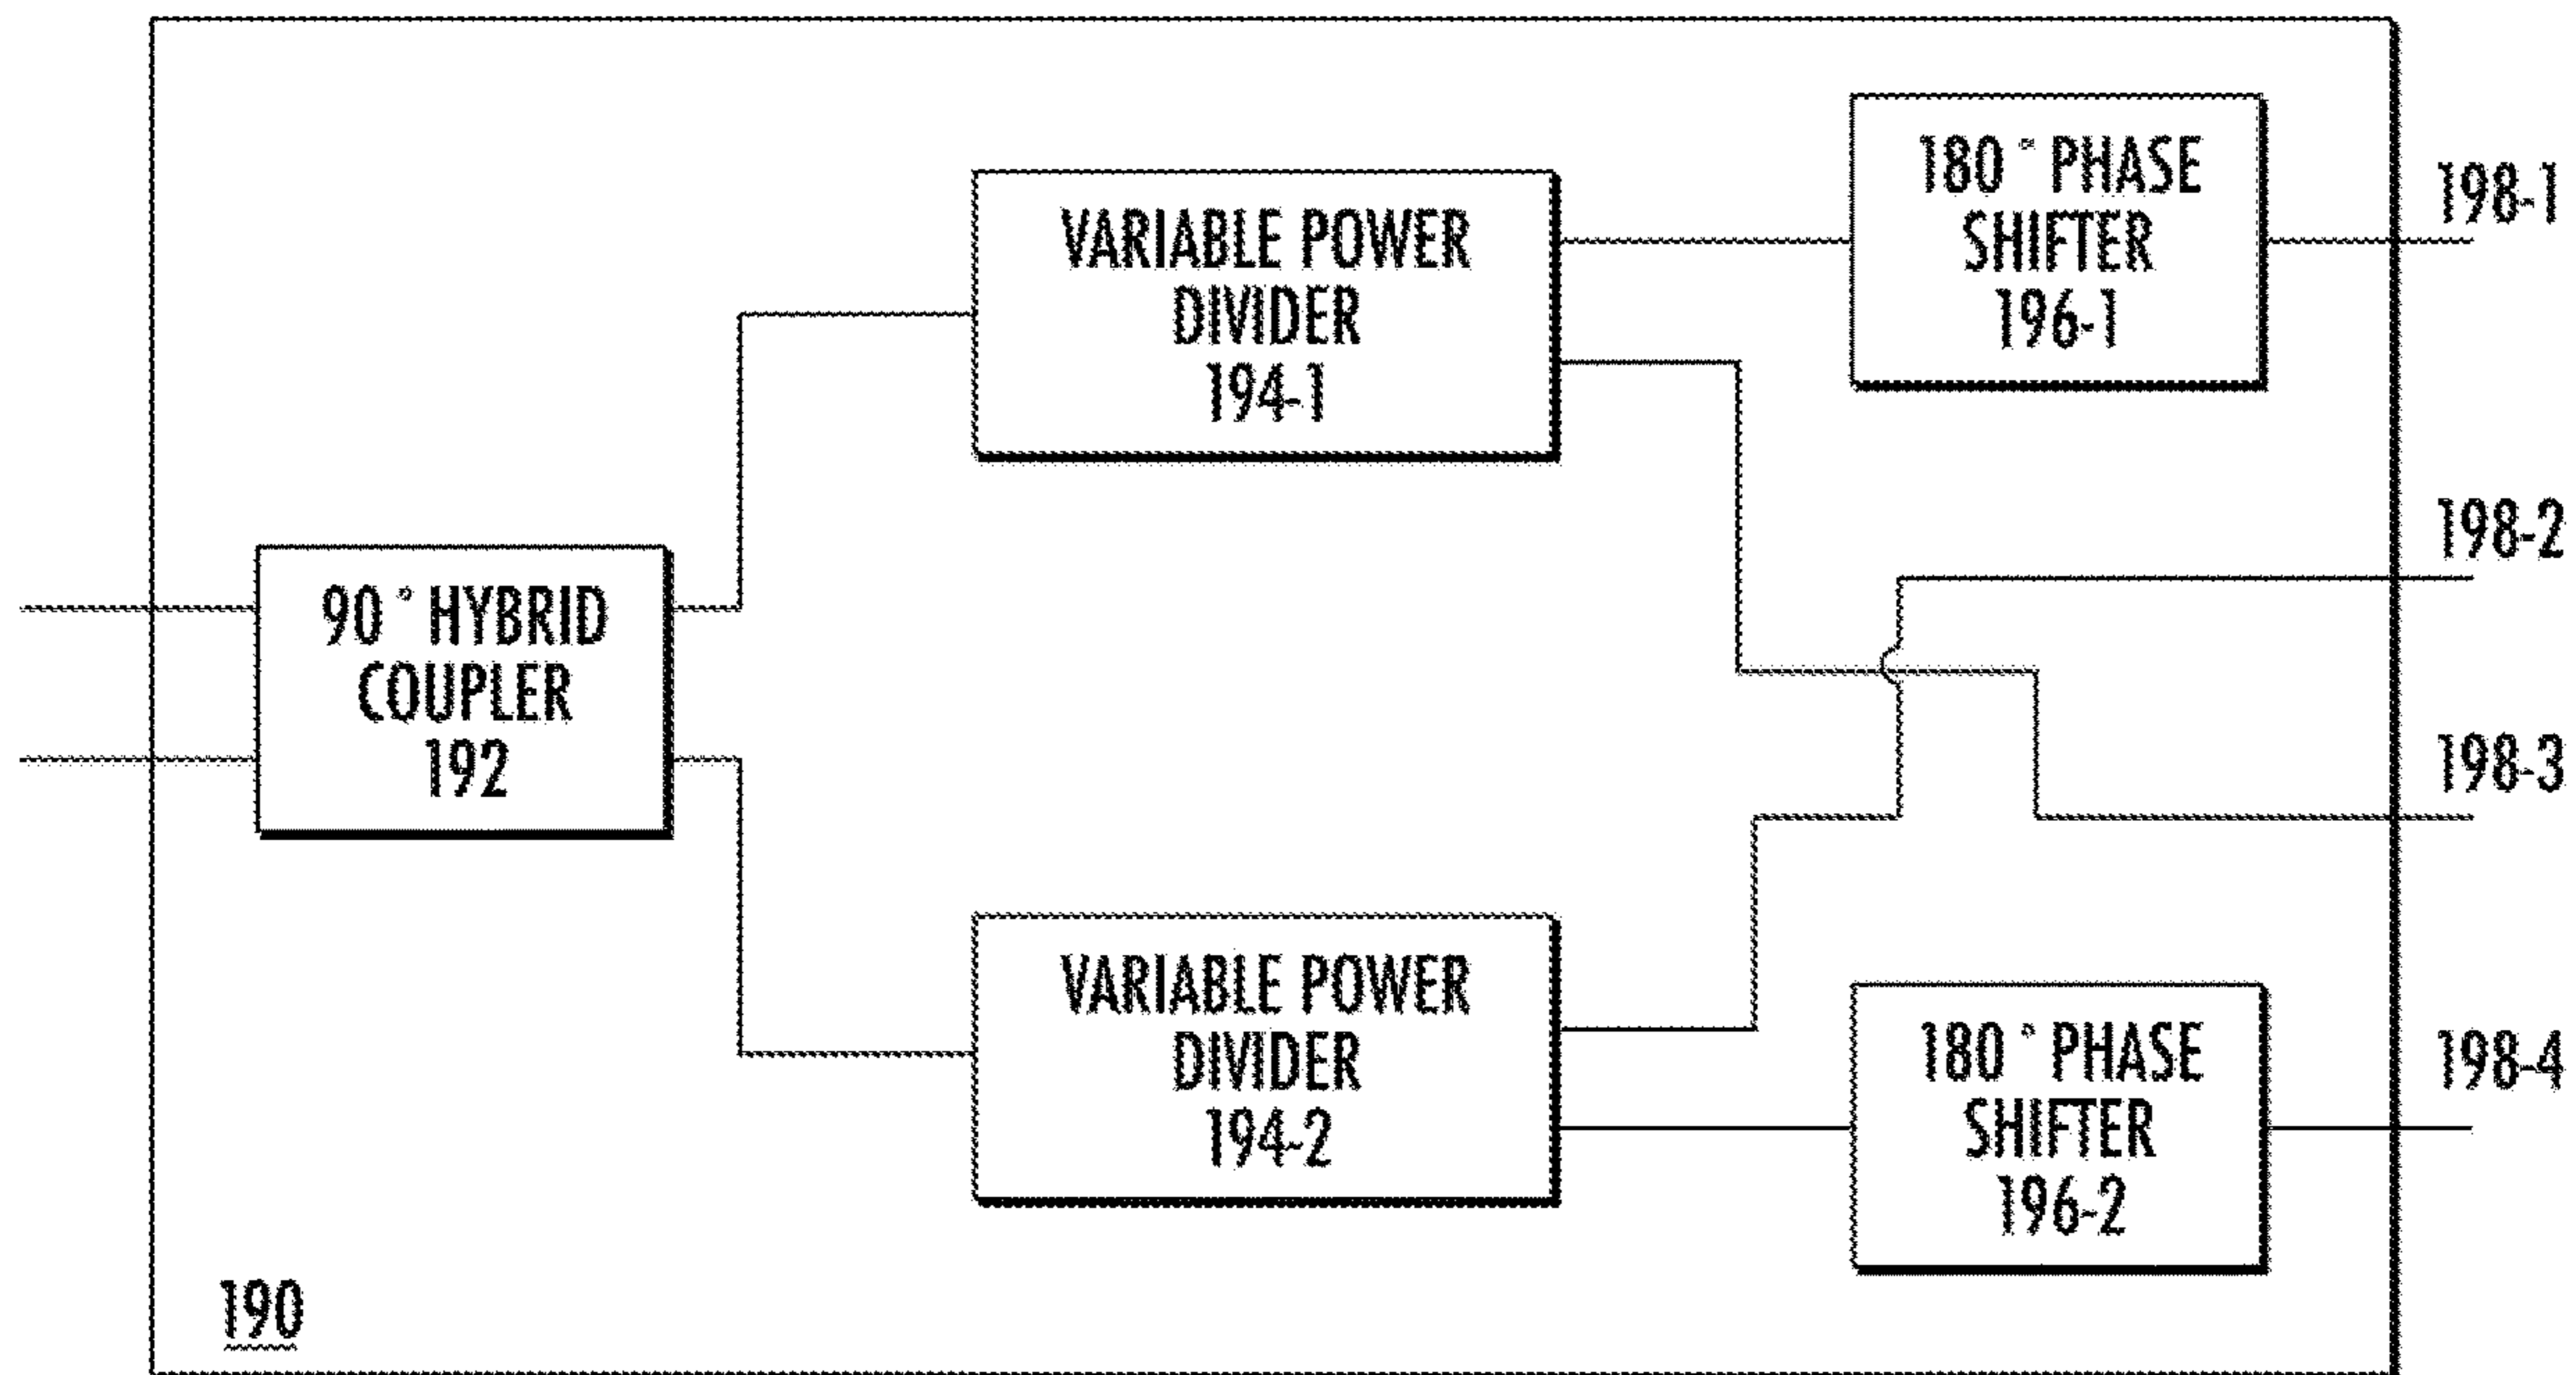 180° PHASE
SHIFTER
196-1
198-1
VARIABLE POWER
DIVIDER
194-1
198-2
90° HYBRID
COUPLER
192
198-3
VARIABLE POWER
DIVIDER
194-2
180° PHASE
SHIFTER
196-2
198-4
190